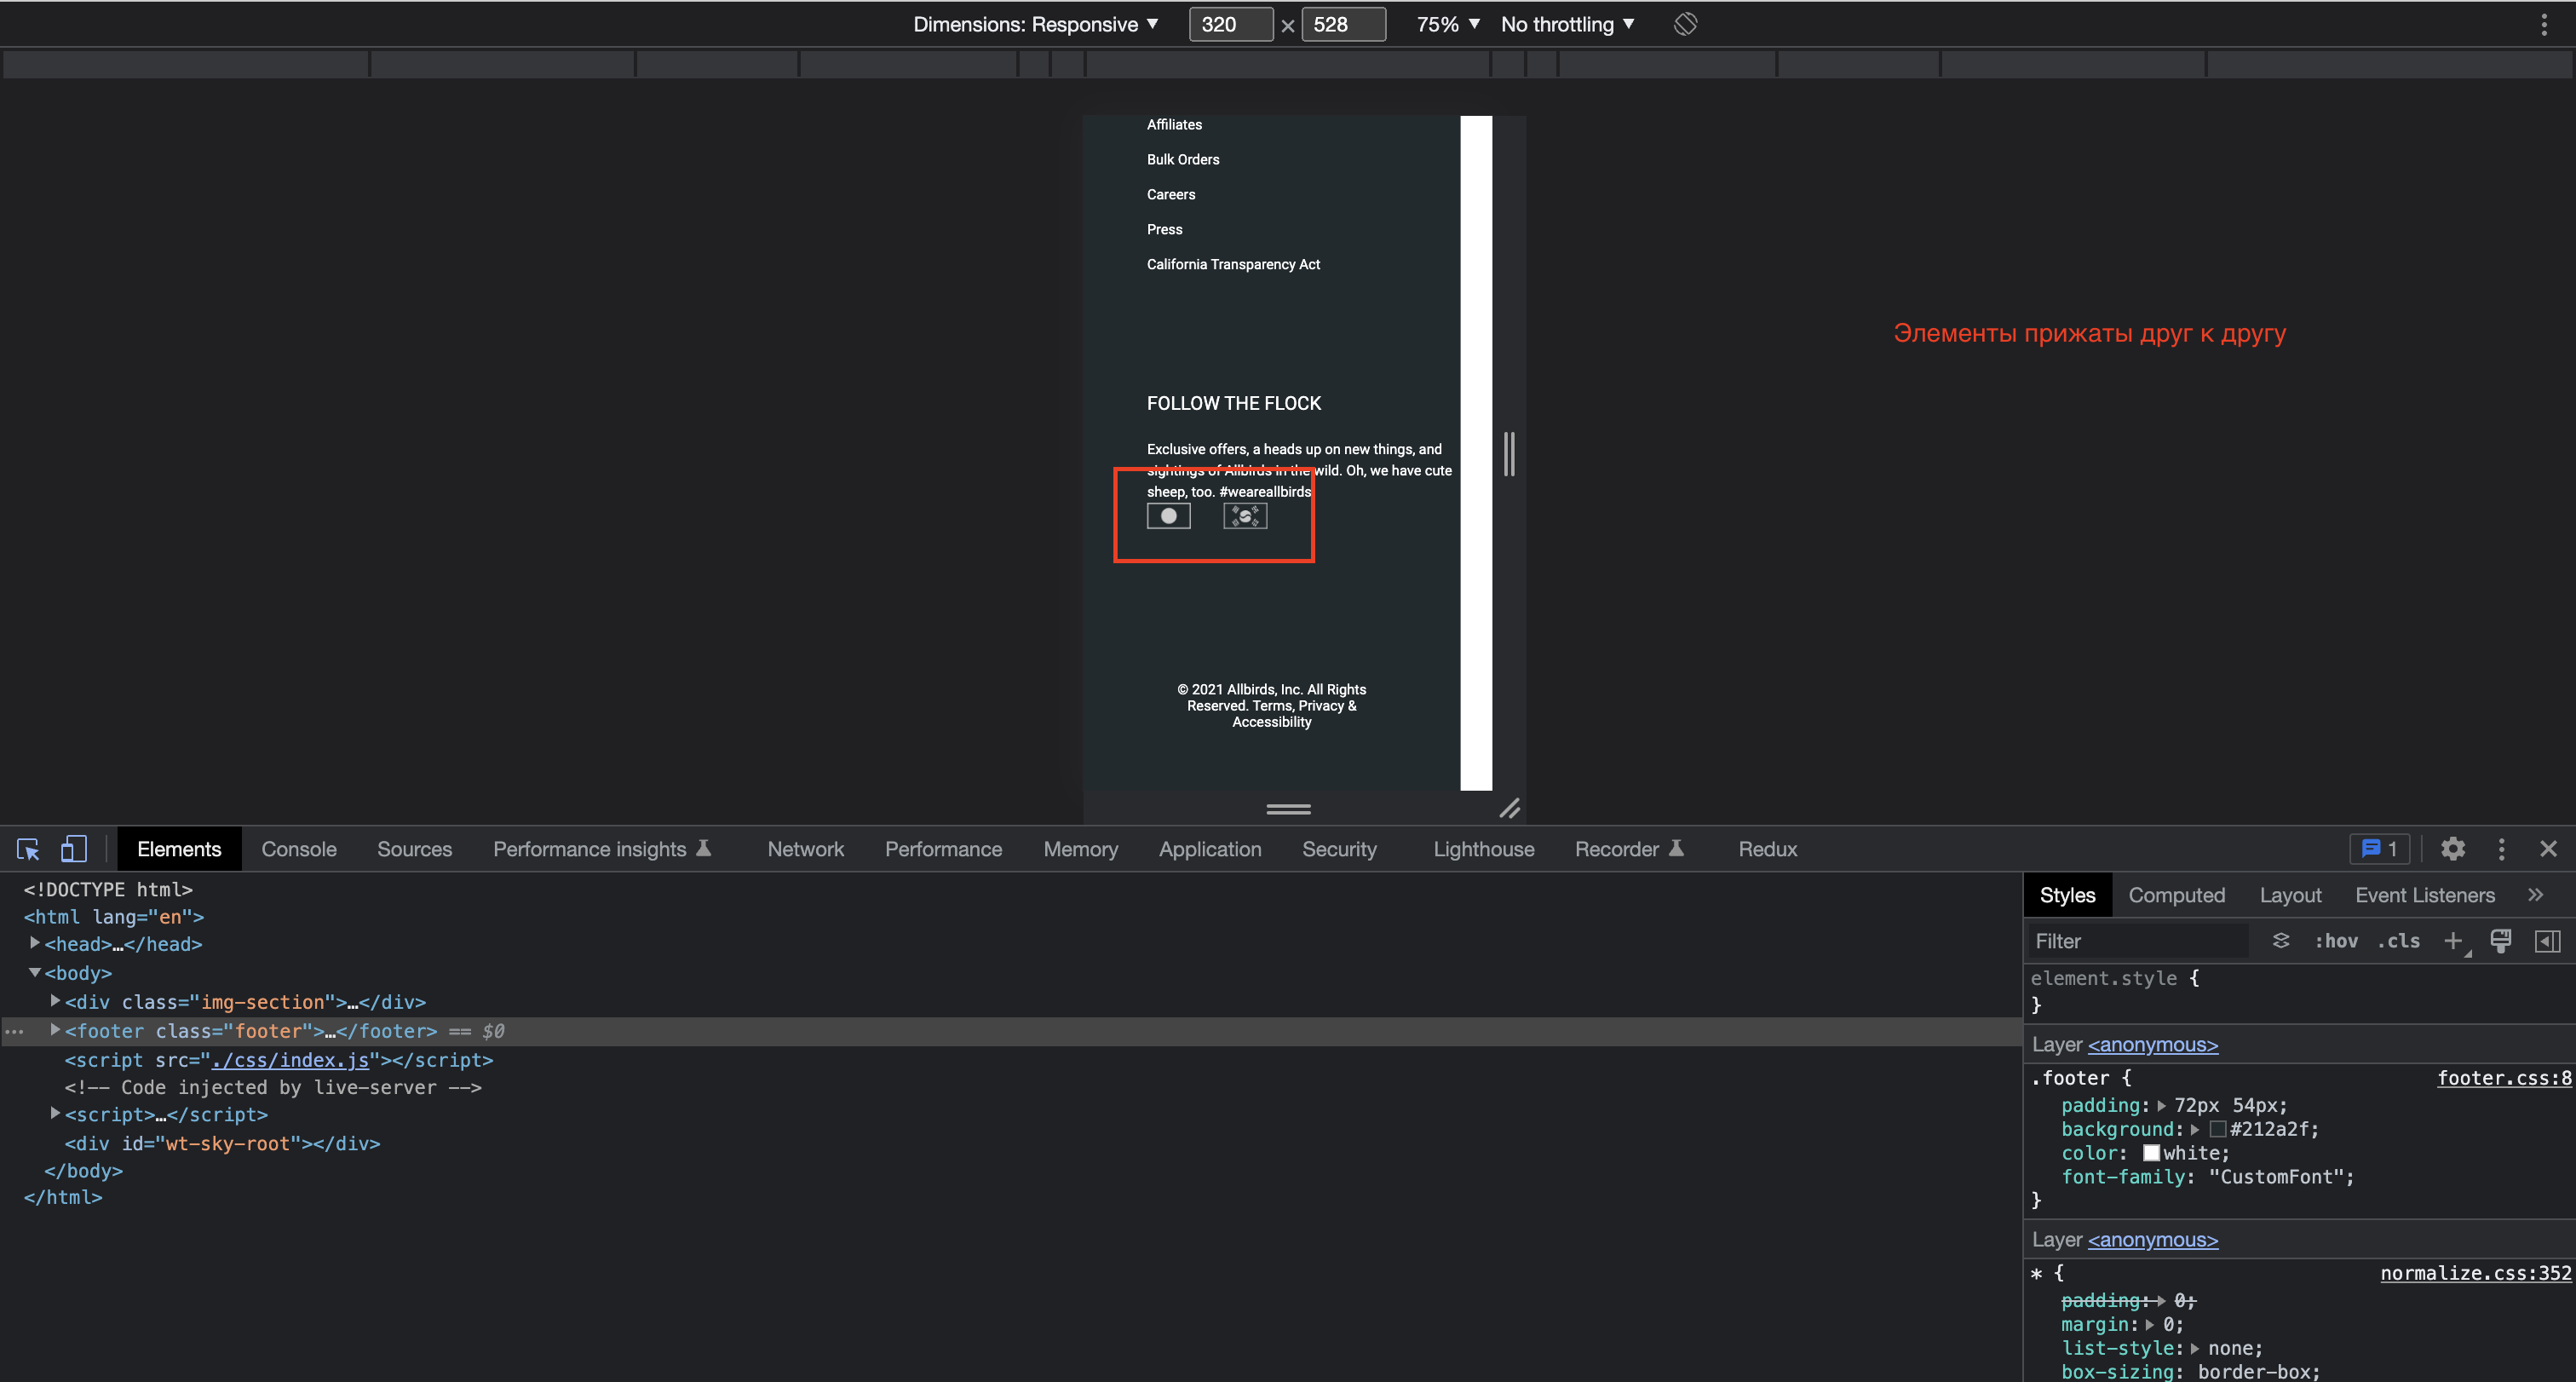 Dimensions: Responsive ▼ 320 × 528 75% ▼ No throttling ▼
Affiliates
Bulk Orders
Careers
Press
California Transparency Act
Элементы прижаты друг к другу
FOLLOW THE FLOCK
Exclusive offers, a heads up on new things, and
sightings of Allbirds in the wild. Oh, we have cute
sheep, too. #weareallbirds
© 2021 Allbirds, Inc. All Rights
Reserved. Terms, Privacy &
Accessibility
Elements Console Sources Performance insights Network Performance Memory Application Security Lighthouse Recorder Redux 1
<!DOCTYPE html>
<html lang="en">
<head>…</head>
<body>
<div class="img-section">…</div>
<footer class="footer">…</footer> == $0
<script src="./css/index.js"></script>
<!-- Code injected by live-server -->
<script>…</script>
<div id="wt-sky-root"></div>
</body>
</html>
Styles Computed Layout Event Listeners »
Filter :hov .cls +
element.style {
}
Layer <anonymous>
.footer { footer.css:8
padding: 72px 54px;
background: #212a2f;
color: white;
font-family: "CustomFont";
}
Layer <anonymous>
* { normalize.css:352
padding: 0;
margin: 0;
list-style: none;
box-sizing: border-box;